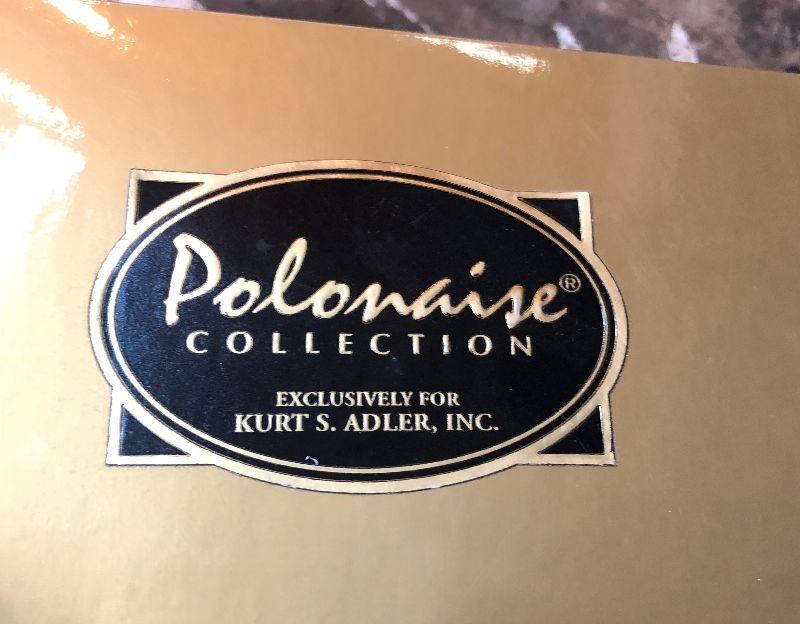 Polonaise®
COLLECTION
EXCLUSIVELY FOR
KURT S. ADLER, INC.